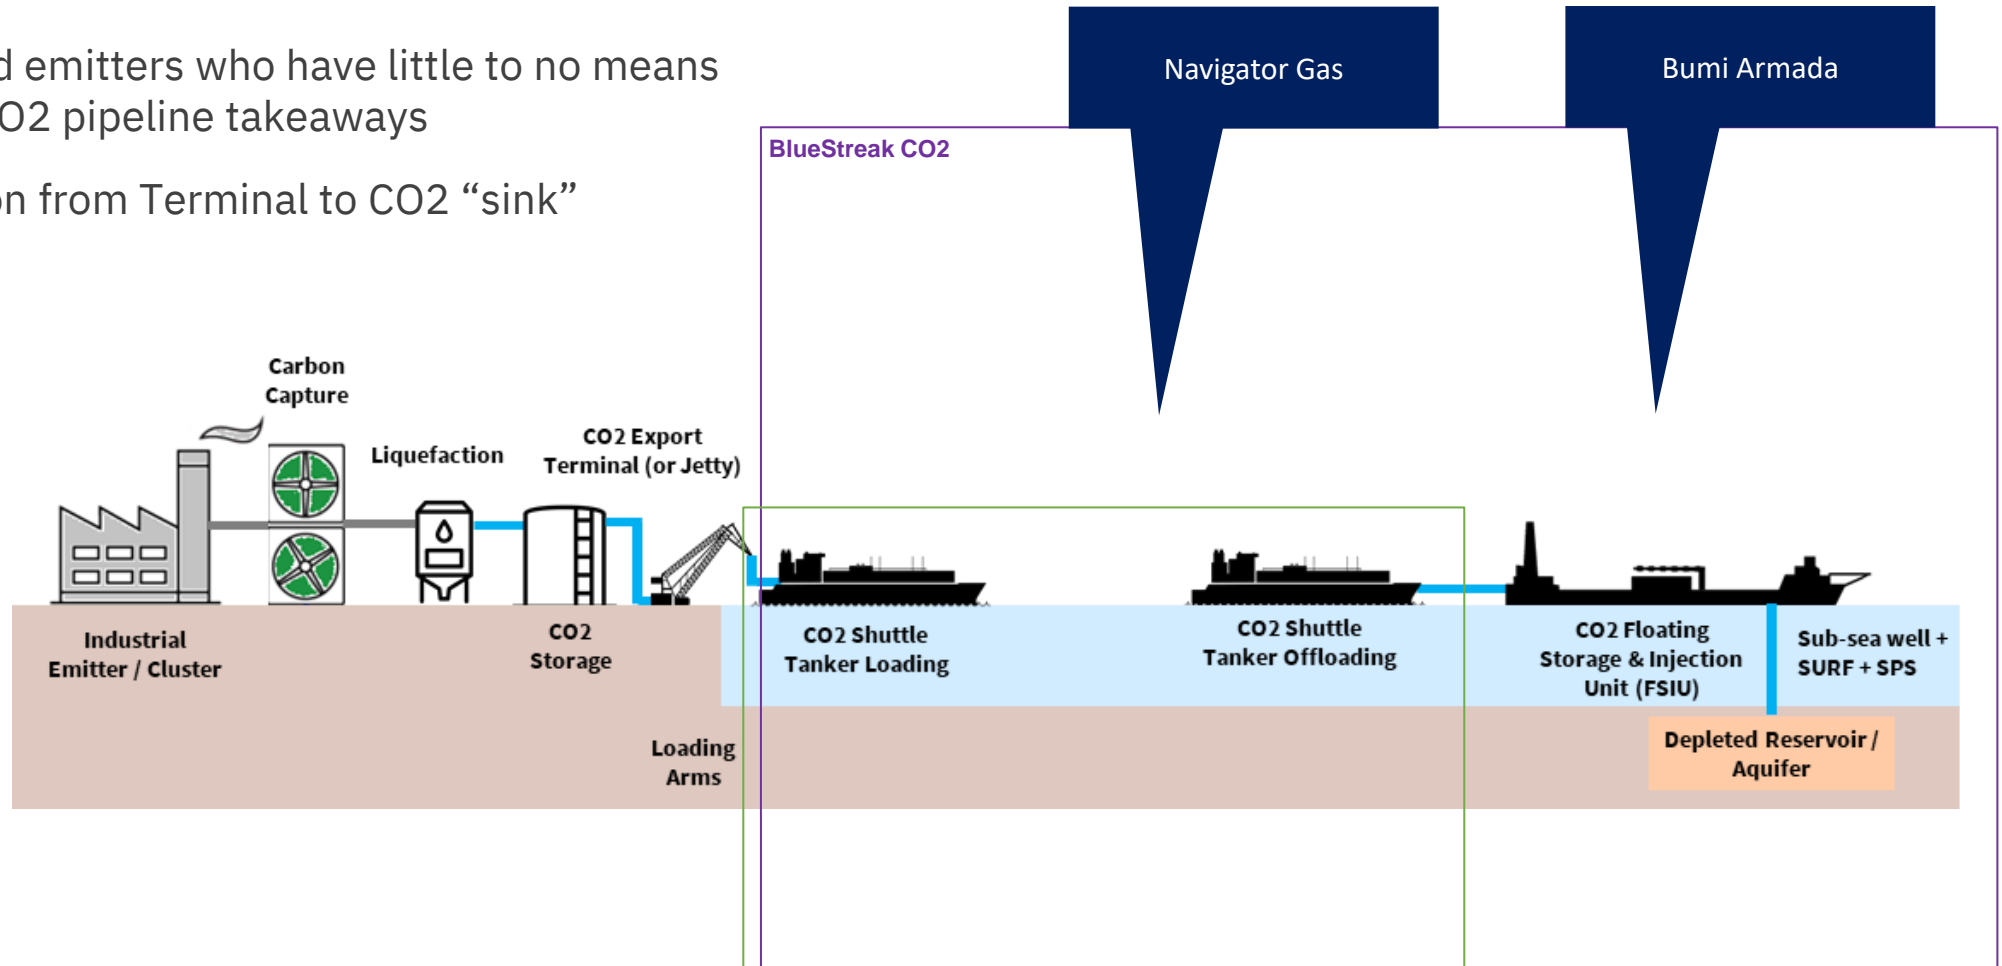 d emitters who have little to no means
O2 pipeline takeaways
on from Terminal to CO2 “sink”
Navigator Gas
Bumi Armada
BlueStreak CO2
Carbon
Capture
Liquefaction
CO2 Export
Terminal (or Jetty)
Industrial
Emitter / Cluster
CO2
Storage
Loading
Arms
CO2 Shuttle
Tanker Loading
CO2 Shuttle
Tanker Offloading
CO2 Floating
Storage & Injection
Unit (FSIU)
Sub-sea well +
SURF + SPS
Depleted Reservoir /
Aquifer